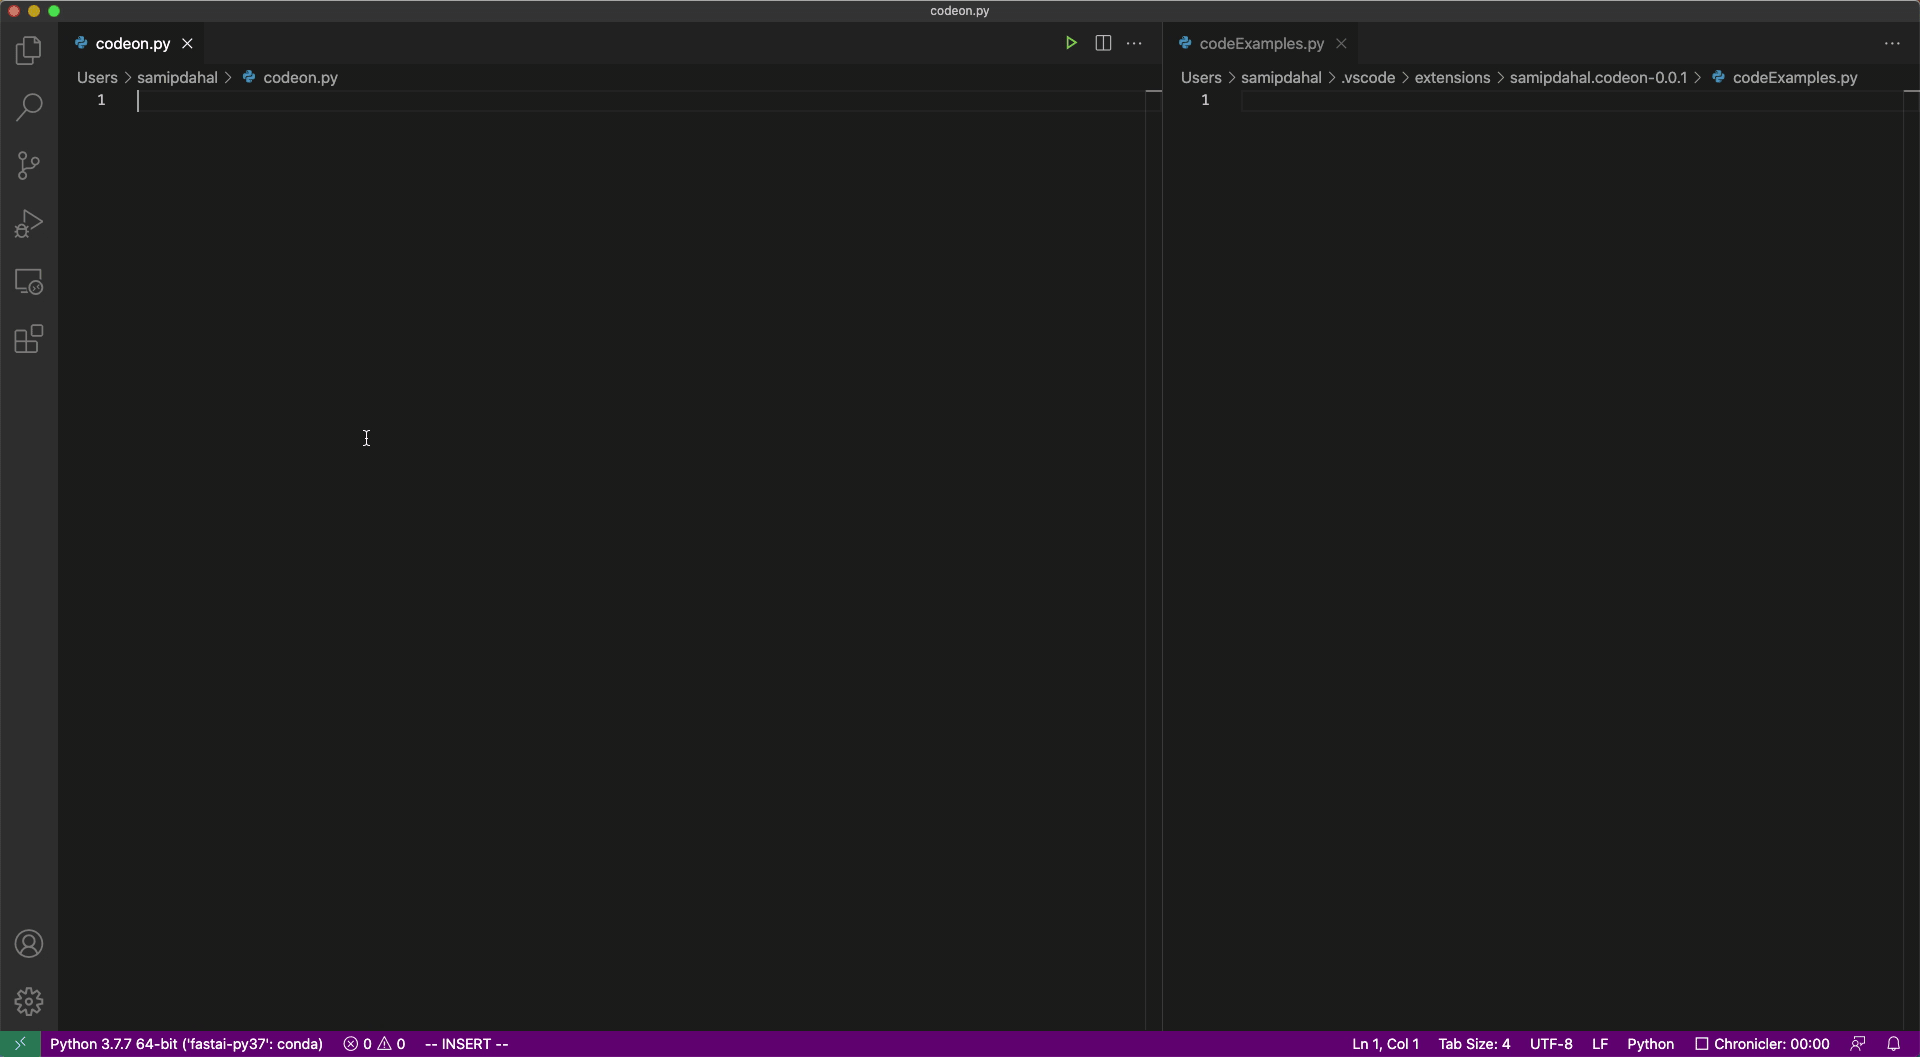 codeon.py
codeon.py
codeExamples.py
Users > samipdahal > codeon.py
Users > samipdahal > .vscode > extensions > samipdahal.codeon-0.0.1 > codeExamples.py
1
1
Python 3.7.7 64-bit ('fastai-py37': conda) 0 0 -- INSERT -- Ln 1, Col 1 Tab Size: 4 UTF-8 LF Python Chronicler: 00:00